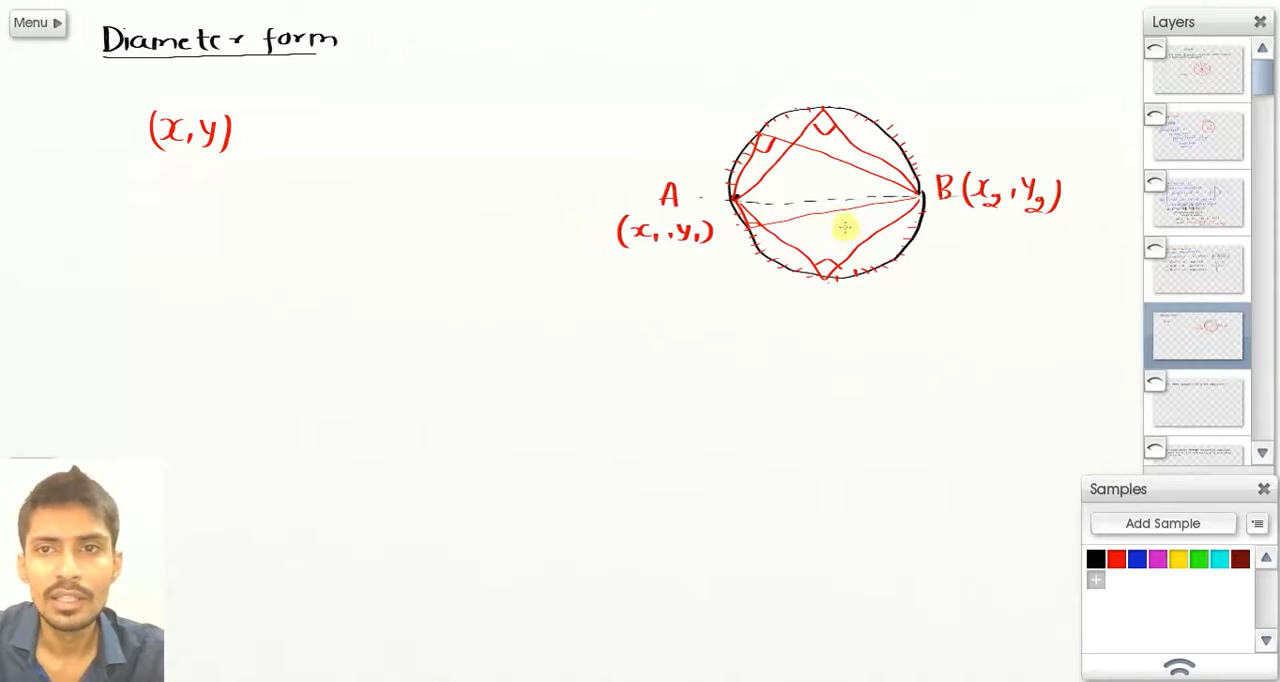 Menu
Diameter form
(x, y)
A
(x₁, y₁)
B(x₂, y₂)
Layers
Samples
Add Sample